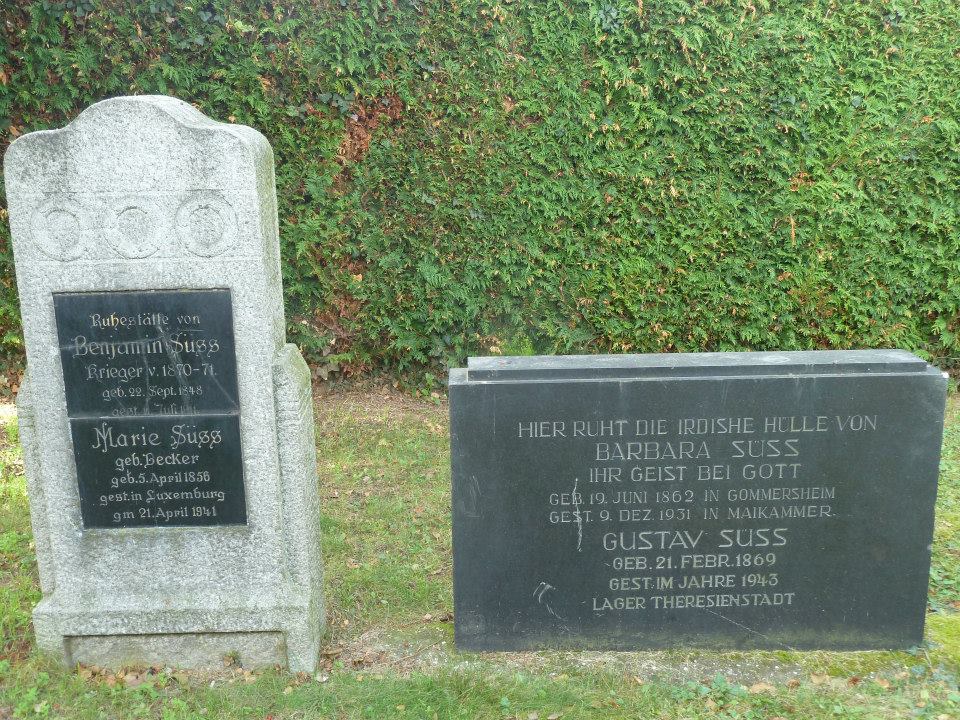 Ruhestätte von
Benjamin Süss
Krieger v. 1870-71.
geb. 22. Sept. 1848
gest. Juli
Marie Süss
geb. Becker
geb. 5. April 1856
gest. in Luxemburg
am 21. April 1941
HIER RUHT DIE IRDISHE HÜLLE VON
BARBARA SÜSS
IHR GEIST BEI GOTT
GEB. 19. JUNI 1862 IN GOMMERSHEIM
GEST. 9. DEZ. 1931 IN MAIKAMMER.
GUSTAV SÜSS
GEB. 21. FEBR. 1869
GEST. IM JAHRE 1943
LAGER THERESIENSTADT